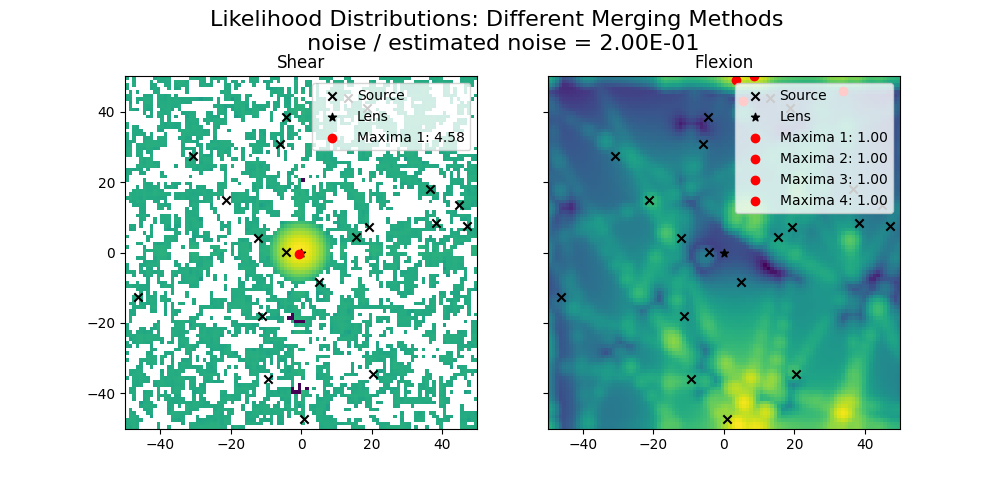 Likelihood Distributions: Different Merging Methods
noise / estimated noise = 2.00E-01
Shear
Source
Lens
Maxima 1: 4.58
40
20
0
−20
−40
−40
−20
0
20
40
Flexion
Source
Lens
Maxima 1: 1.00
Maxima 2: 1.00
Maxima 3: 1.00
Maxima 4: 1.00
−40
−20
0
20
40